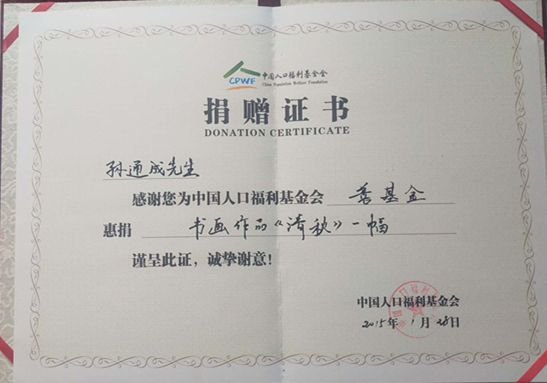 CPWF 中国人口福利基金会
China Population Welfare Foundation
捐赠证书
DONATION CERTIFICATE
孙通成先生
感谢您为中国人口福利基金会 善基金
惠捐 书画作品《清秋》一幅
谨呈此证，诚挚谢意！
中国人口福利基金会
2015年1月28日